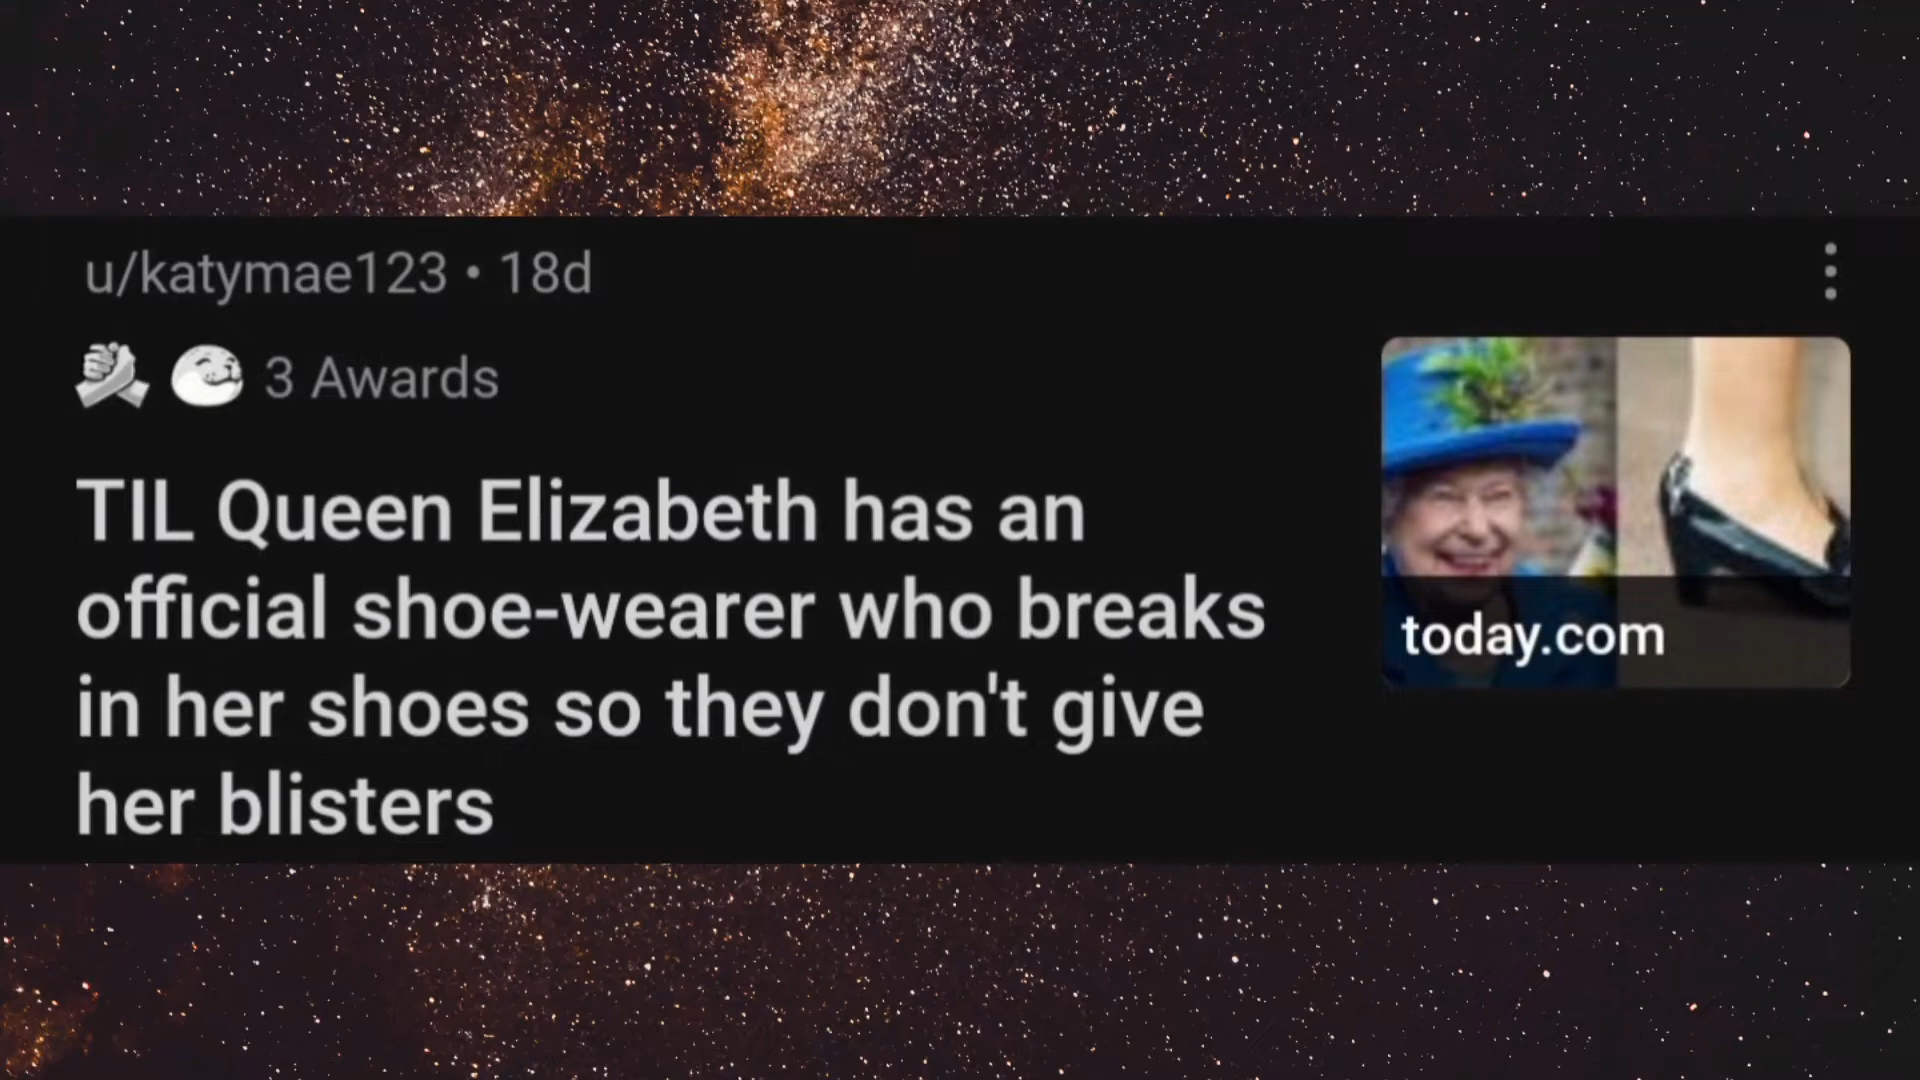 u/katymae123 • 18d
3 Awards
TIL Queen Elizabeth has an
official shoe-wearer who breaks
in her shoes so they don't give
her blisters
today.com